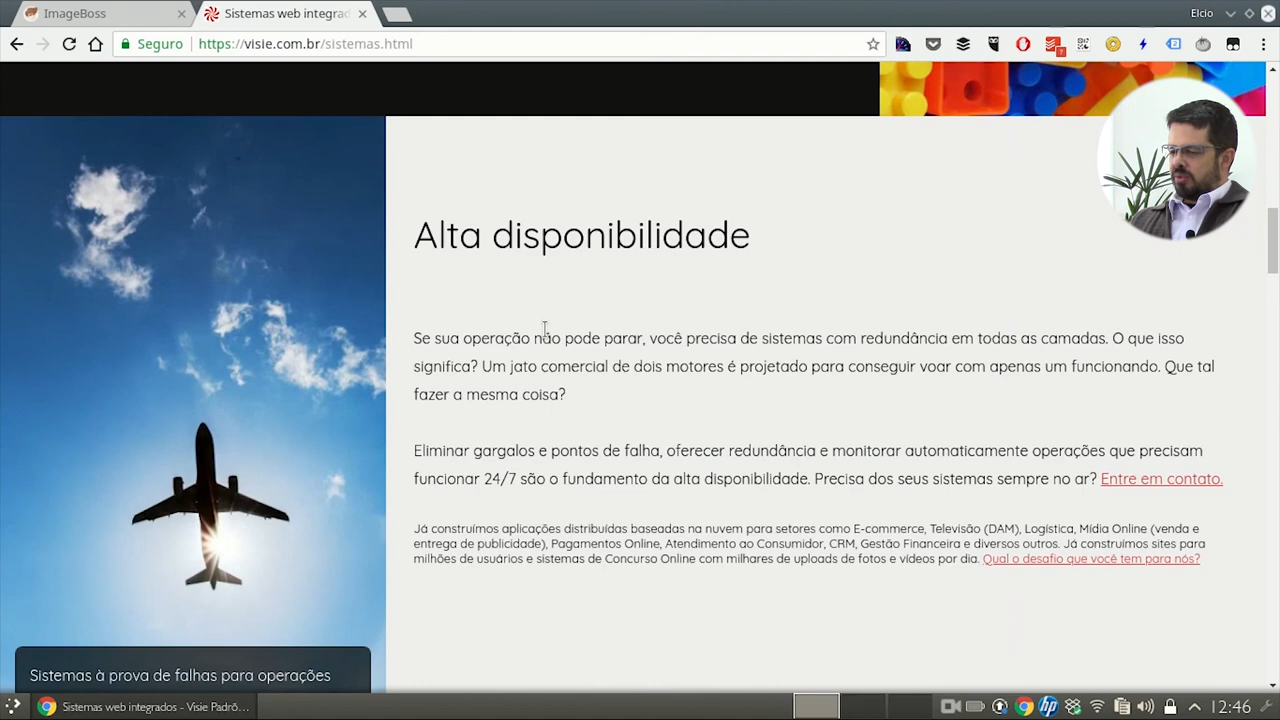 ImageBoss
Sistemas web integrad
Elcio
Seguro
https://visie.com.br/sistemas.html
Alta disponibilidade
Se sua operação não pode parar, você precisa de sistemas com redundância em todas as camadas. O que isso
significa? Um jato comercial de dois motores é projetado para conseguir voar com apenas um funcionando. Que tal
fazer a mesma coisa?
Eliminar gargalos e pontos de falha, oferecer redundância e monitorar automaticamente operações que precisam
funcionar 24/7 são o fundamento da alta disponibilidade. Precisa dos seus sistemas sempre no ar? Entre em contato.
Já construímos aplicações distribuídas baseadas na nuvem para setores como E-commerce, Televisão (DAM), Logística, Mídia Online (venda e
entrega de publicidade), Pagamentos Online, Atendimento ao Consumidor, CRM, Gestão Financeira e diversos outros. Já construímos sites para
milhões de usuários e sistemas de Concurso Online com milhares de uploads de fotos e vídeos por dia. Qual o desafio que você tem para nós?
Sistemas à prova de falhas para operações
Sistemas web integrados - Visie Padrõ...
12:46